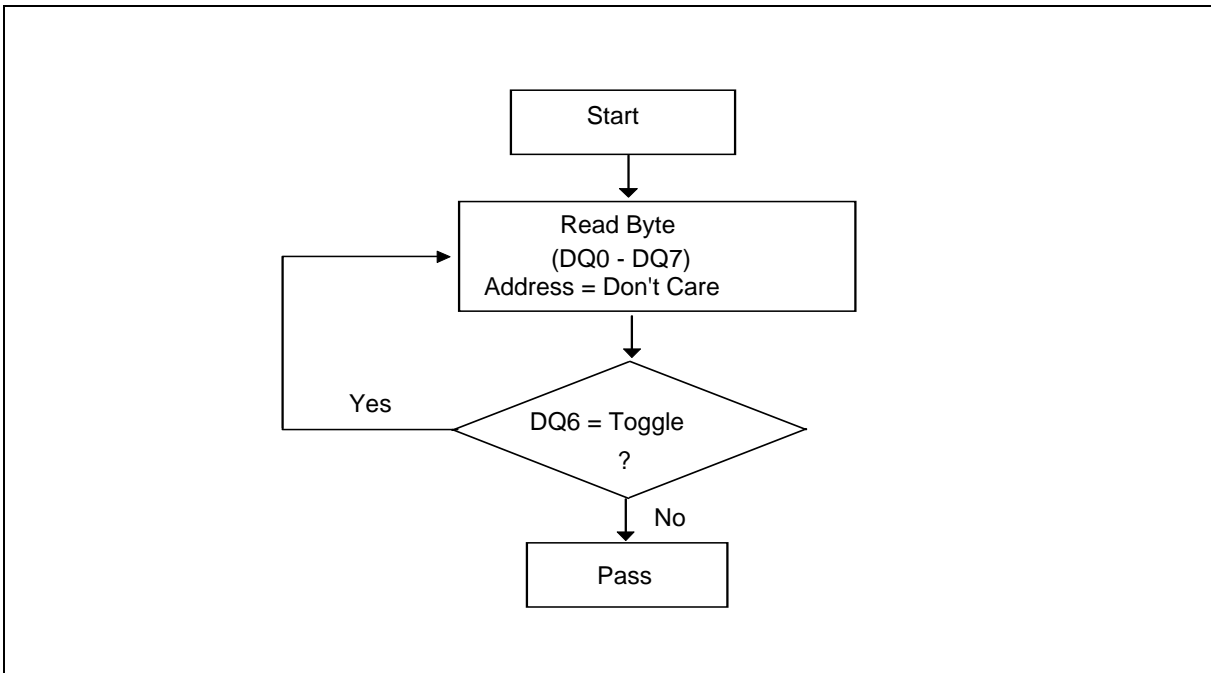 Start
Read Byte
(DQ0 - DQ7)
Address = Don't Care
Yes
DQ6 = Toggle
?
No
Pass